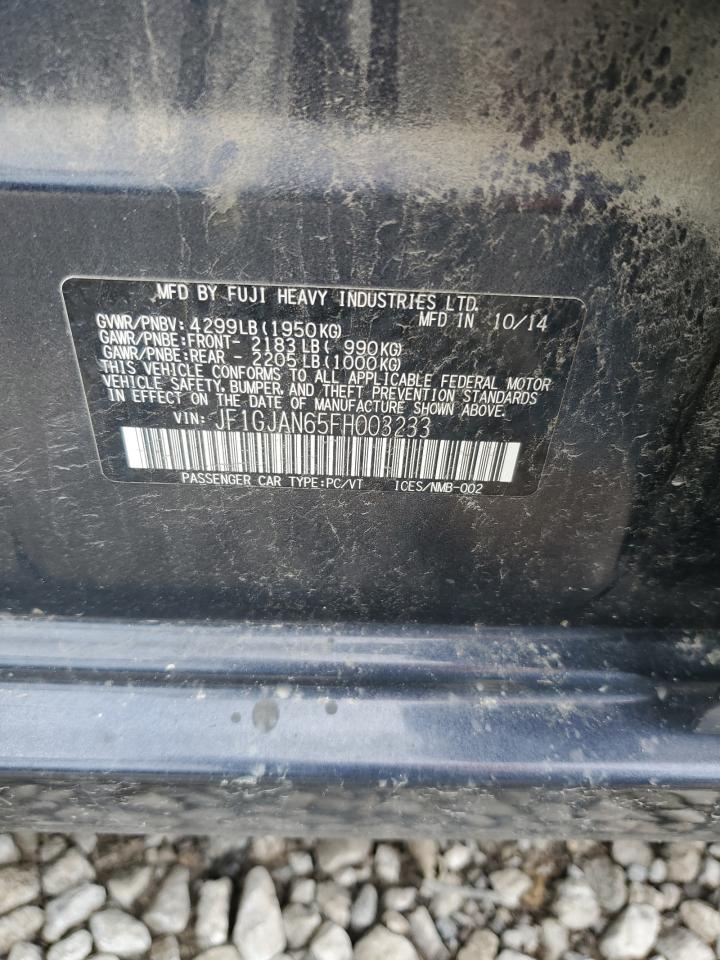 MFD BY FUJI HEAVY INDUSTRIES LTD.
GVWR/PNBV: 4299LB(1950KG) MFD IN 10/14
GAWR/PNBE:FRONT- 2183LB( 990KG)
GAWR/PNBE:REAR - 2205LB(1000KG)
THIS VEHICLE CONFORMS TO ALL APPLICABLE FEDERAL MOTOR
VEHICLE SAFETY, BUMPER, AND THEFT PREVENTION STANDARDS
IN EFFECT ON THE DATE OF MANUFACTURE SHOWN ABOVE.
VIN: JF1GJAN65FH003233
PASSENGER CAR TYPE:PC/VT ICES/NMB-002